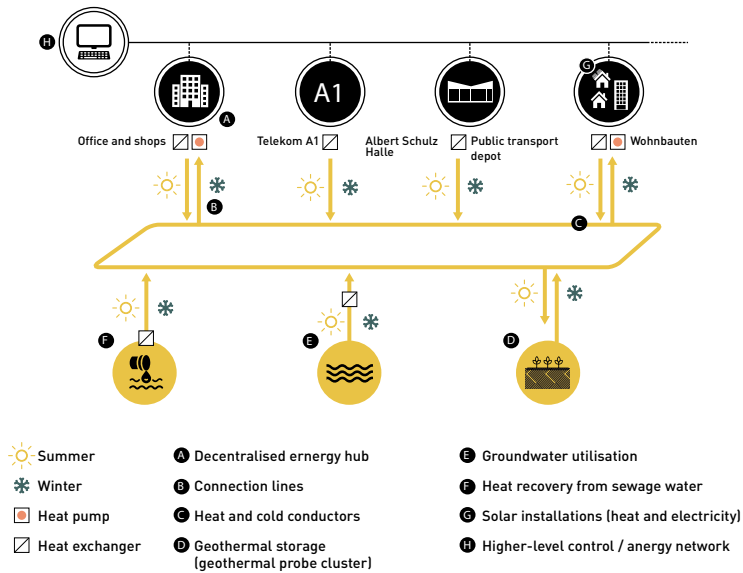 H
G
A1
A
Office and shops
Telekom A1
Albert Schulz
Halle
Public transport
depot
Wohnbauten
B
C
F
E
D
Summer
Winter
Heat pump
Heat exchanger
A Decentralised ernergy hub
B Connection lines
C Heat and cold conductors
D Geothermal storage
(geothermal probe cluster)
E Groundwater utilisation
F Heat recovery from sewage water
G Solar installations (heat and electricity)
H Higher-level control / anergy network